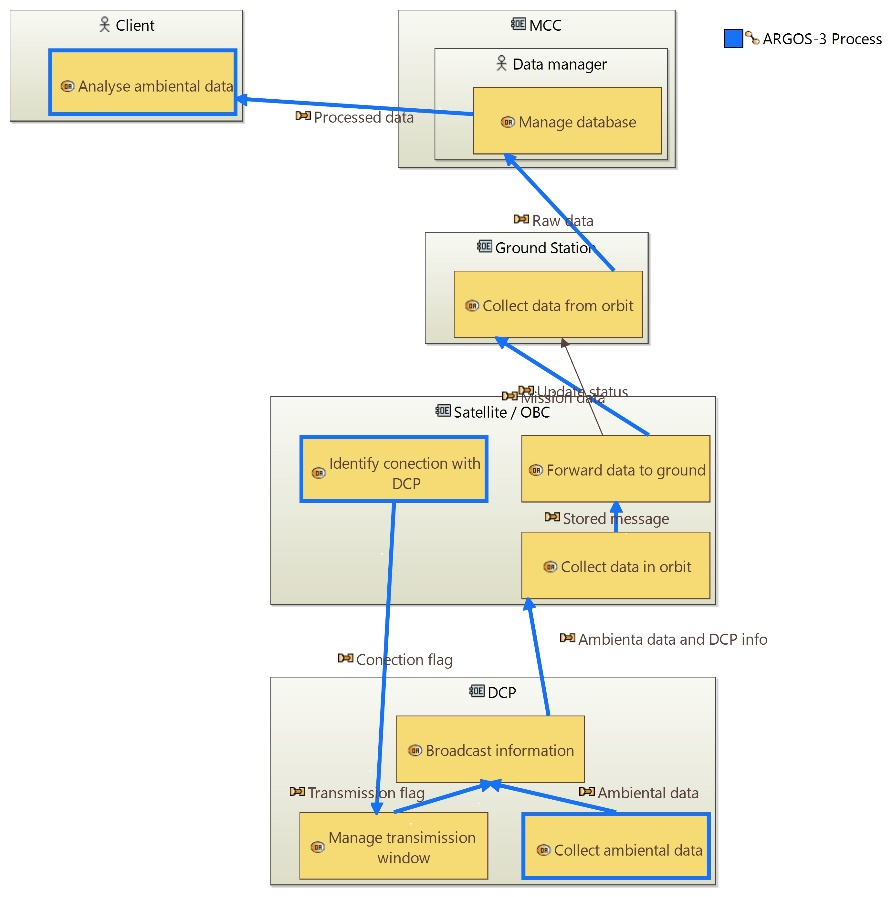 Client
MCC
ARGOS-3 Process
Data manager
Analyse ambiental data
Processed data
Manage database
Raw data
Ground Station
Collect data from orbit
Update status
Mission data
Satellite / OBC
Identify conection with
DCP
Forward data to ground
Stored message
Collect data in orbit
Ambienta data and DCP info
Conection flag
DCP
Broadcast information
Transmission flag
Ambiental data
Manage transimission
window
Collect ambiental data